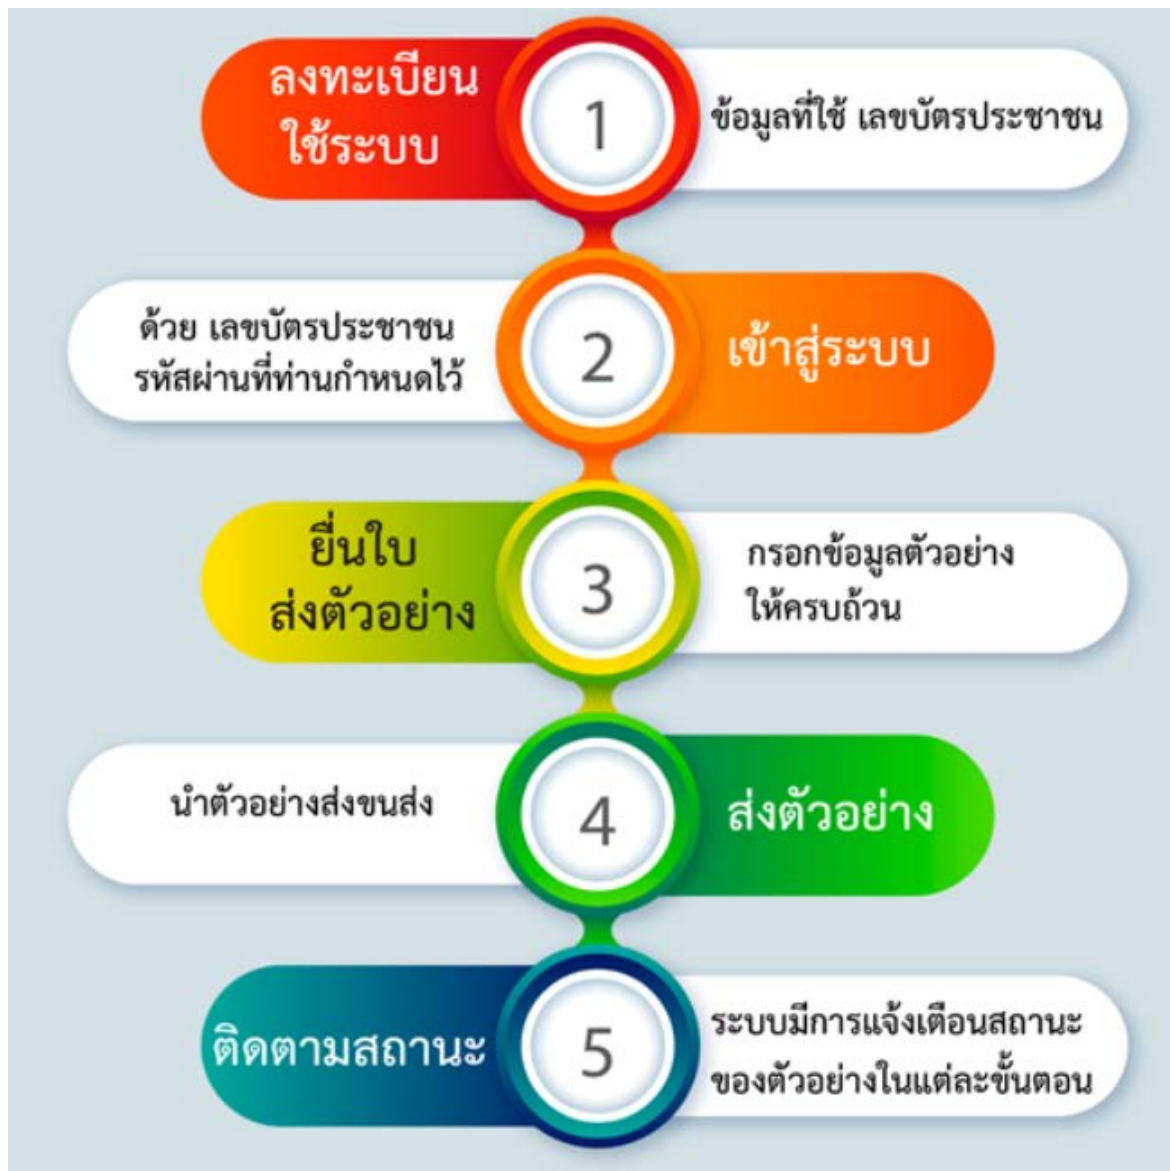 ลงทะเบียน
ใช้ระบบ
1
ข้อมูลที่ใช้ เลขบัตรประชาชน
ด้วย เลขบัตรประชาชน
รหัสผ่านที่ท่านกำหนดไว้
2
เข้าสู่ระบบ
ยื่นใบ
ส่งตัวอย่าง
3
กรอกข้อมูลตัวอย่าง
ให้ครบถ้วน
นำตัวอย่างส่งขนส่ง
4
ส่งตัวอย่าง
ติดตามสถานะ
5
ระบบมีการแจ้งเตือนสถานะ
ของตัวอย่างในแต่ละขั้นตอน